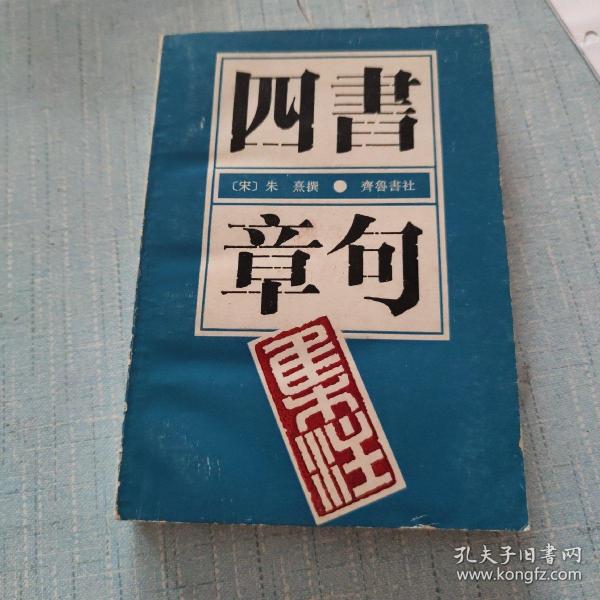 四書
〔宋〕朱 熹撰 ● 齊魯書社
章句
集注
孔夫子旧书网
www.kongfz.com